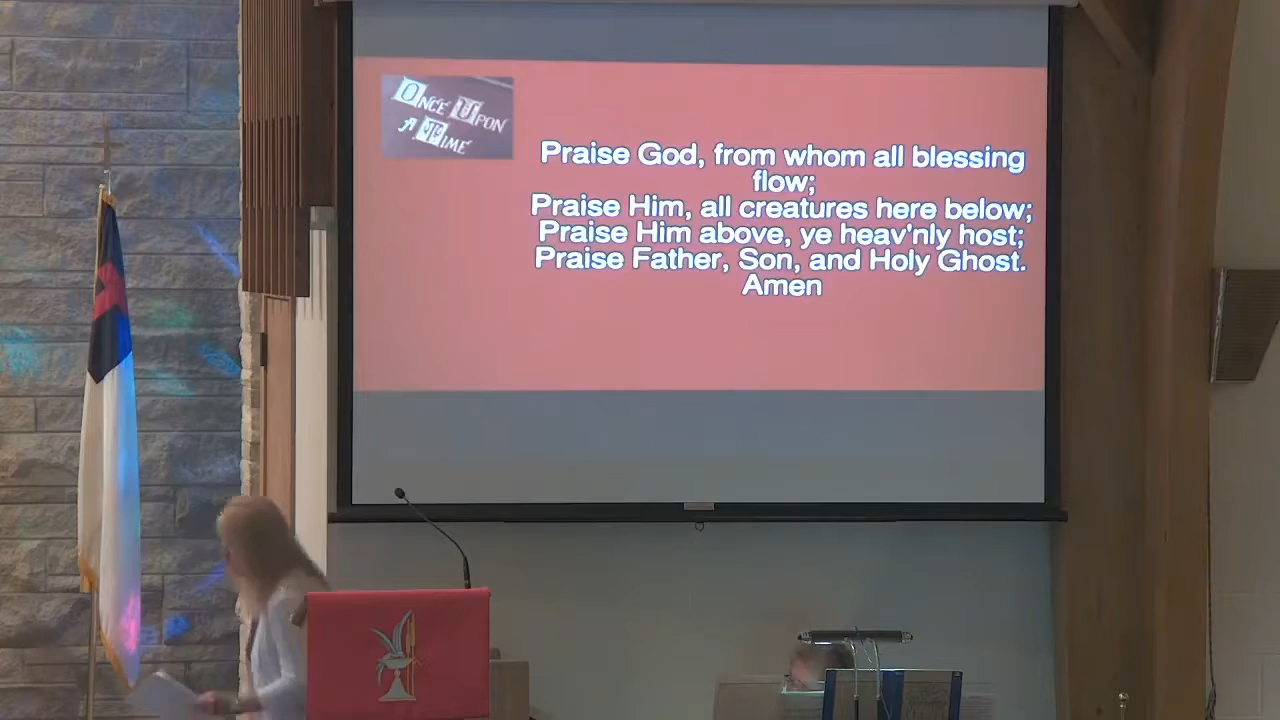 ONCE UPON
A TIME
Praise God, from whom all blessing
flow;
Praise Him, all creatures here below;
Praise Him above, ye heav'nly host;
Praise Father, Son, and Holy Ghost.
Amen